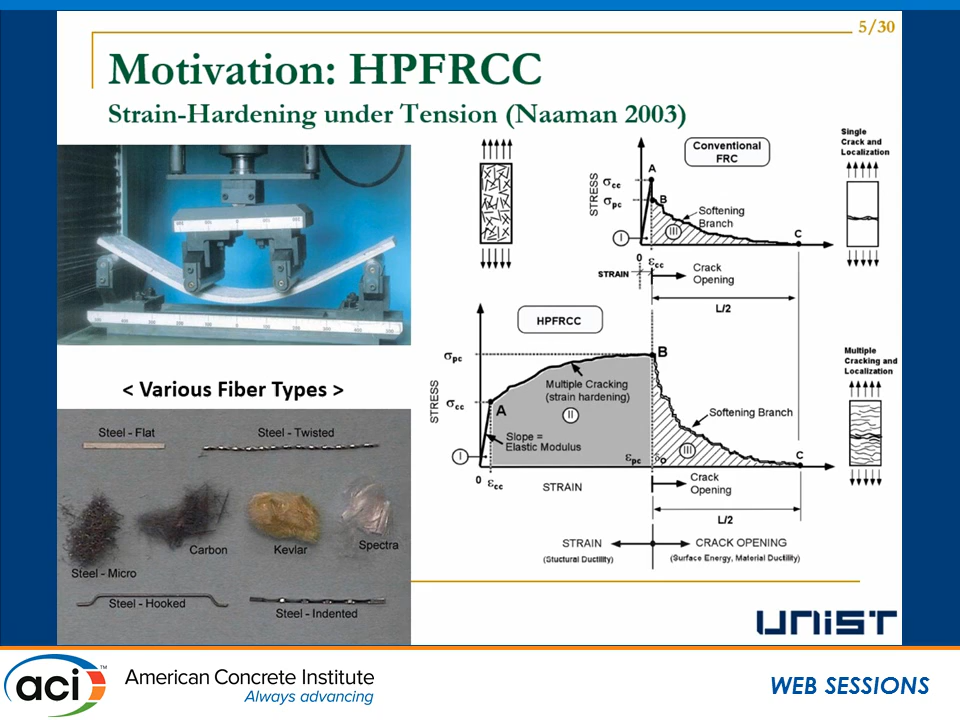 5/30
Motivation: HPFRCC
Strain-Hardening under Tension (Naaman 2003)
< Various Fiber Types >
Steel - Flat
Steel - Twisted
Carbon
Kevlar
Spectra
Steel - Micro
Steel - Hooked
Steel - Indented
Conventional
FRC
Single
Crack and
Localization
STRESS
σcc
σpc
A
B
Softening
Branch
I
III
C
0
εcc
STRAIN
Crack
Opening
L/2
HPFRCC
STRESS
σpc
σcc
A
B
Multiple Cracking
(strain hardening)
II
Slope =
Elastic Modulus
I
Softening Branch
III
C
εpc
0
εcc
STRAIN
Crack
Opening
L/2
Multiple
Cracking and
Localization
STRAIN
CRACK OPENING
(Stuctural Ductility)
(Surface Energy, Material Ductility)
UNIST
aci™
American Concrete Institute
Always advancing
WEB SESSIONS